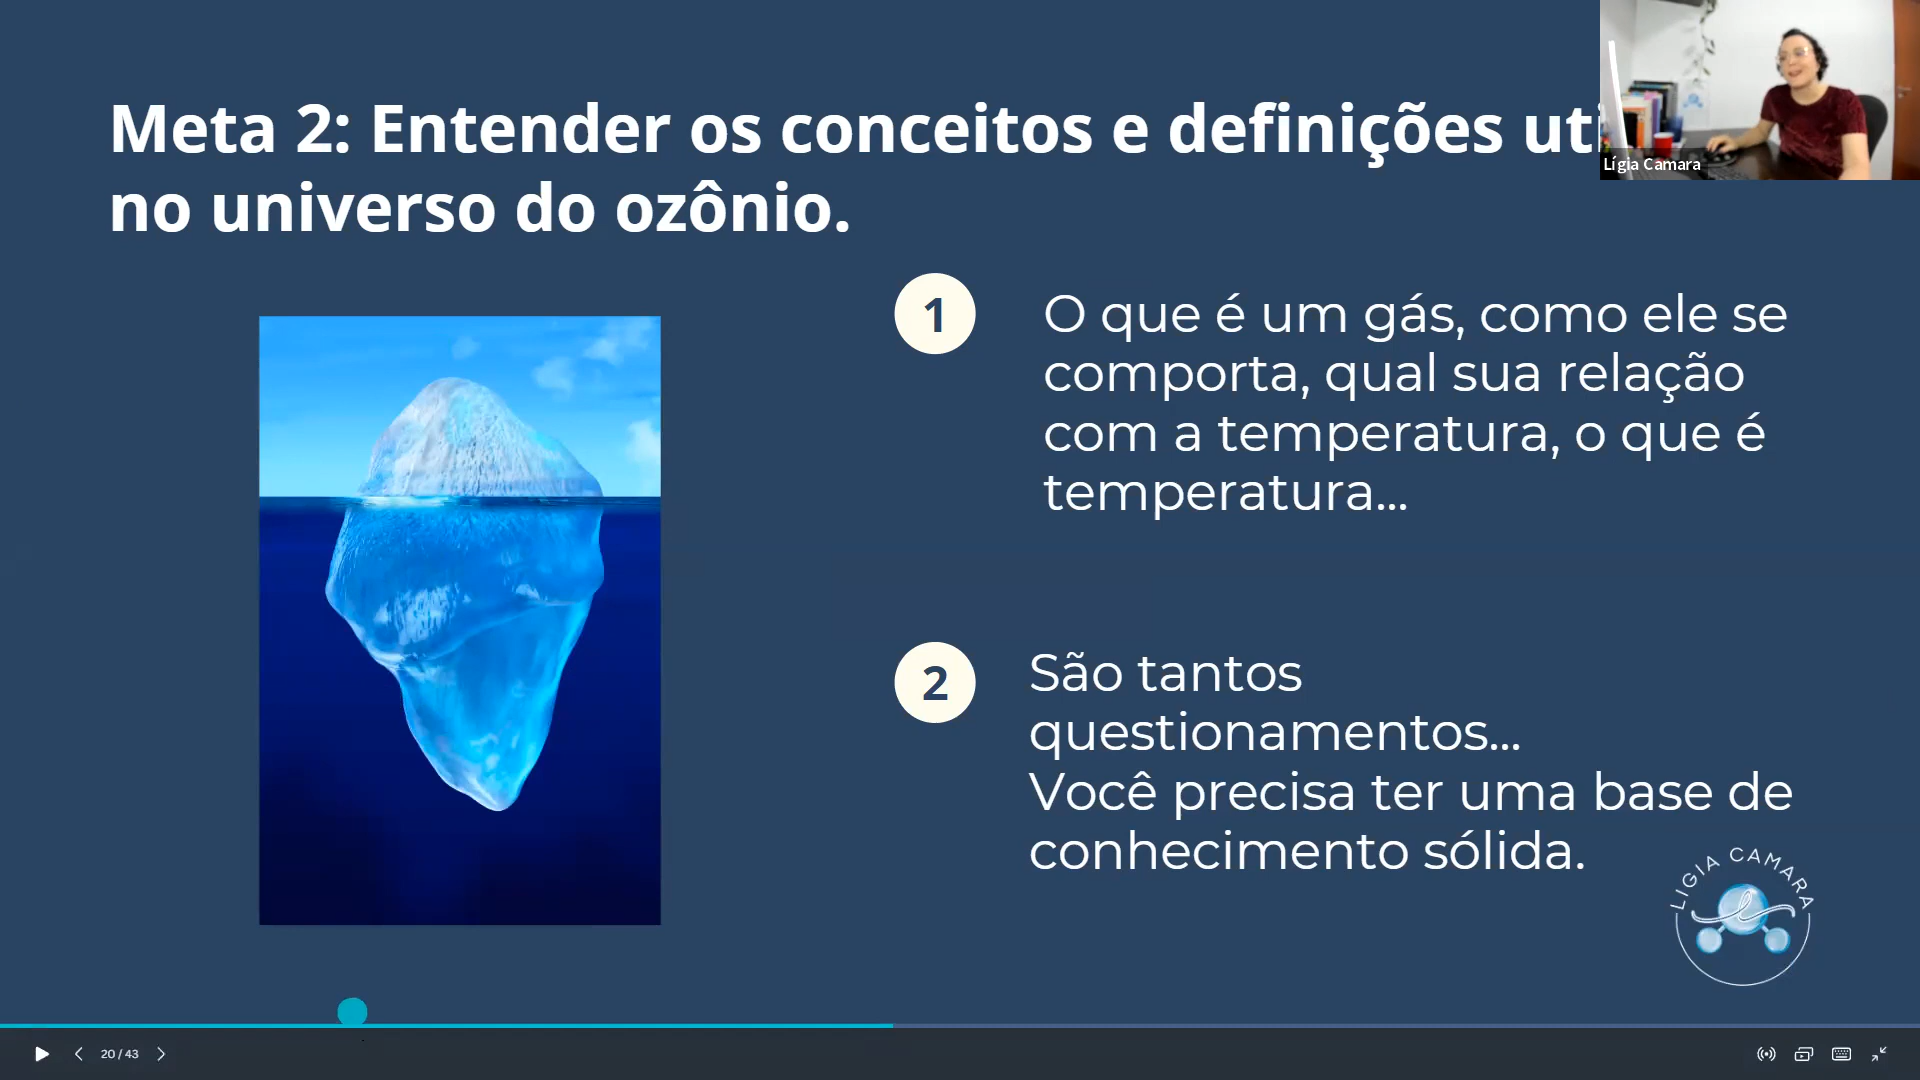 Meta 2: Entender os conceitos e definições
no universo do ozônio.
Lígia Camara
1
O que é um gás, como ele se
comporta, qual sua relação
com a temperatura, o que é
temperatura...
2
São tantos
questionamentos...
Você precisa ter uma base de
conhecimento sólida.
LIGIA CAMARA
20 / 43